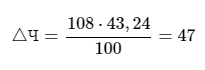 △Ч = \frac{108 · 43,24}{100} = 47